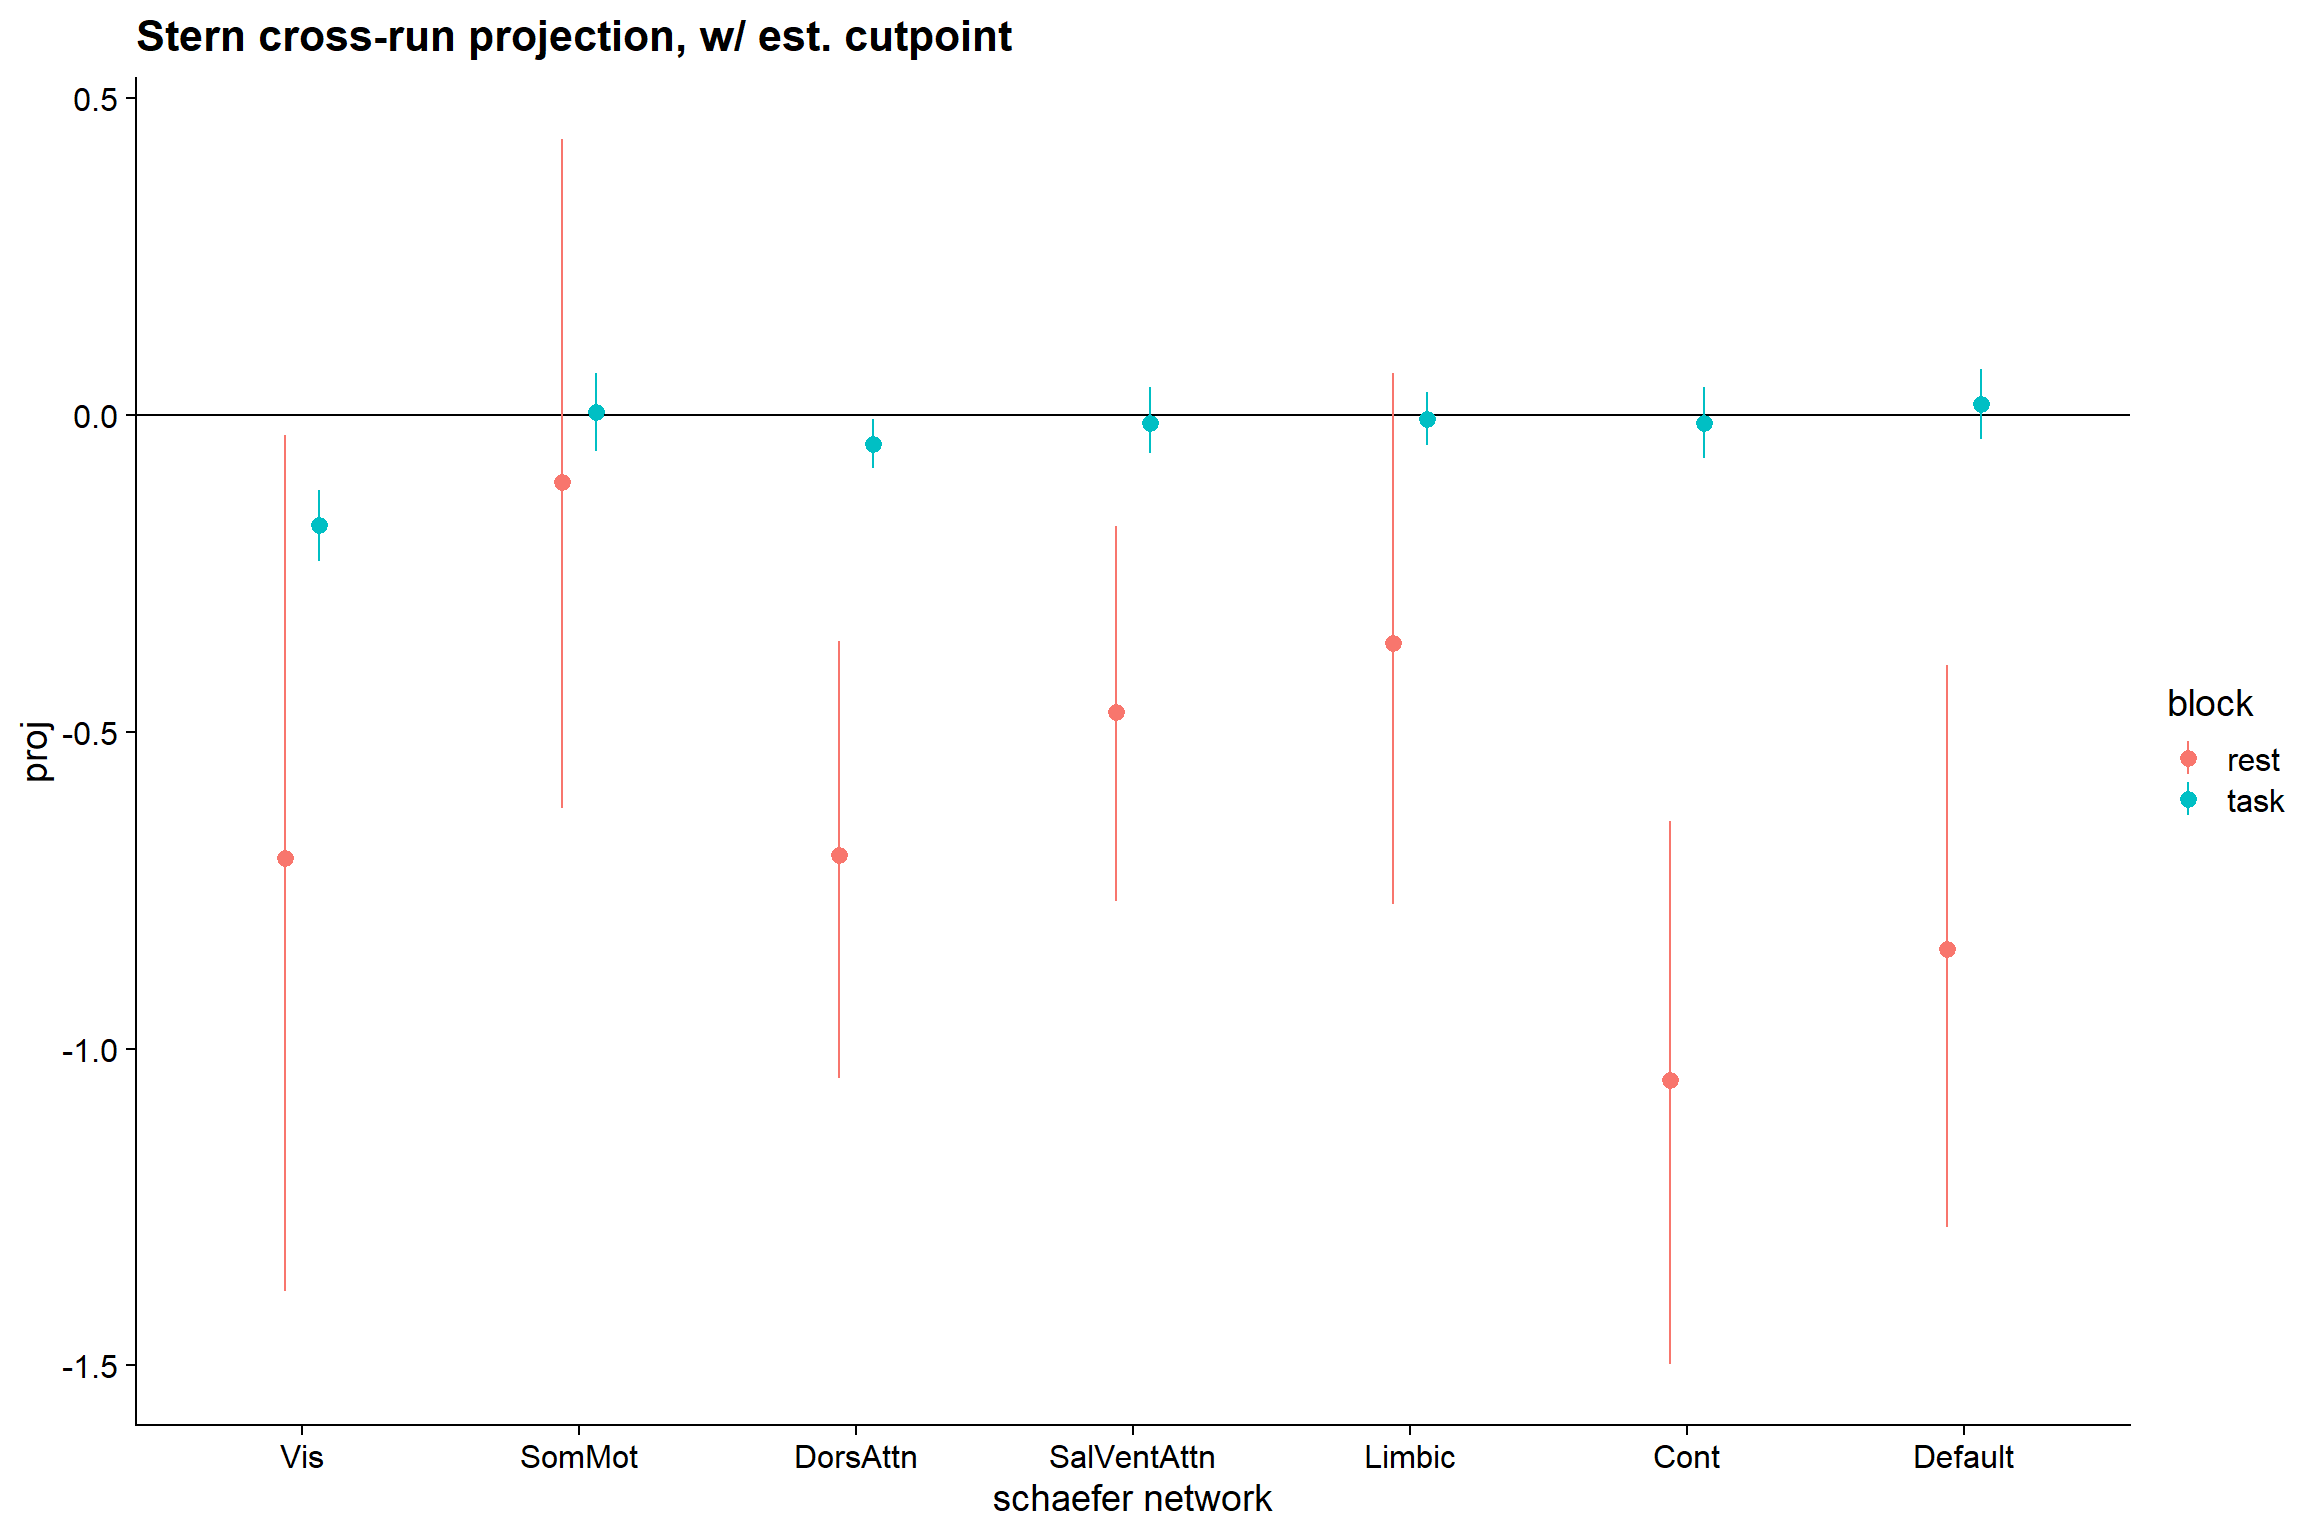 Stern cross-run projection, w/ est. cutpoint
0.5
0.0
-0.5
-1.0
-1.5
proj
Vis SomMot DorsAttn SalVentAttn Limbic Cont Default
schaefer network
block
rest
task